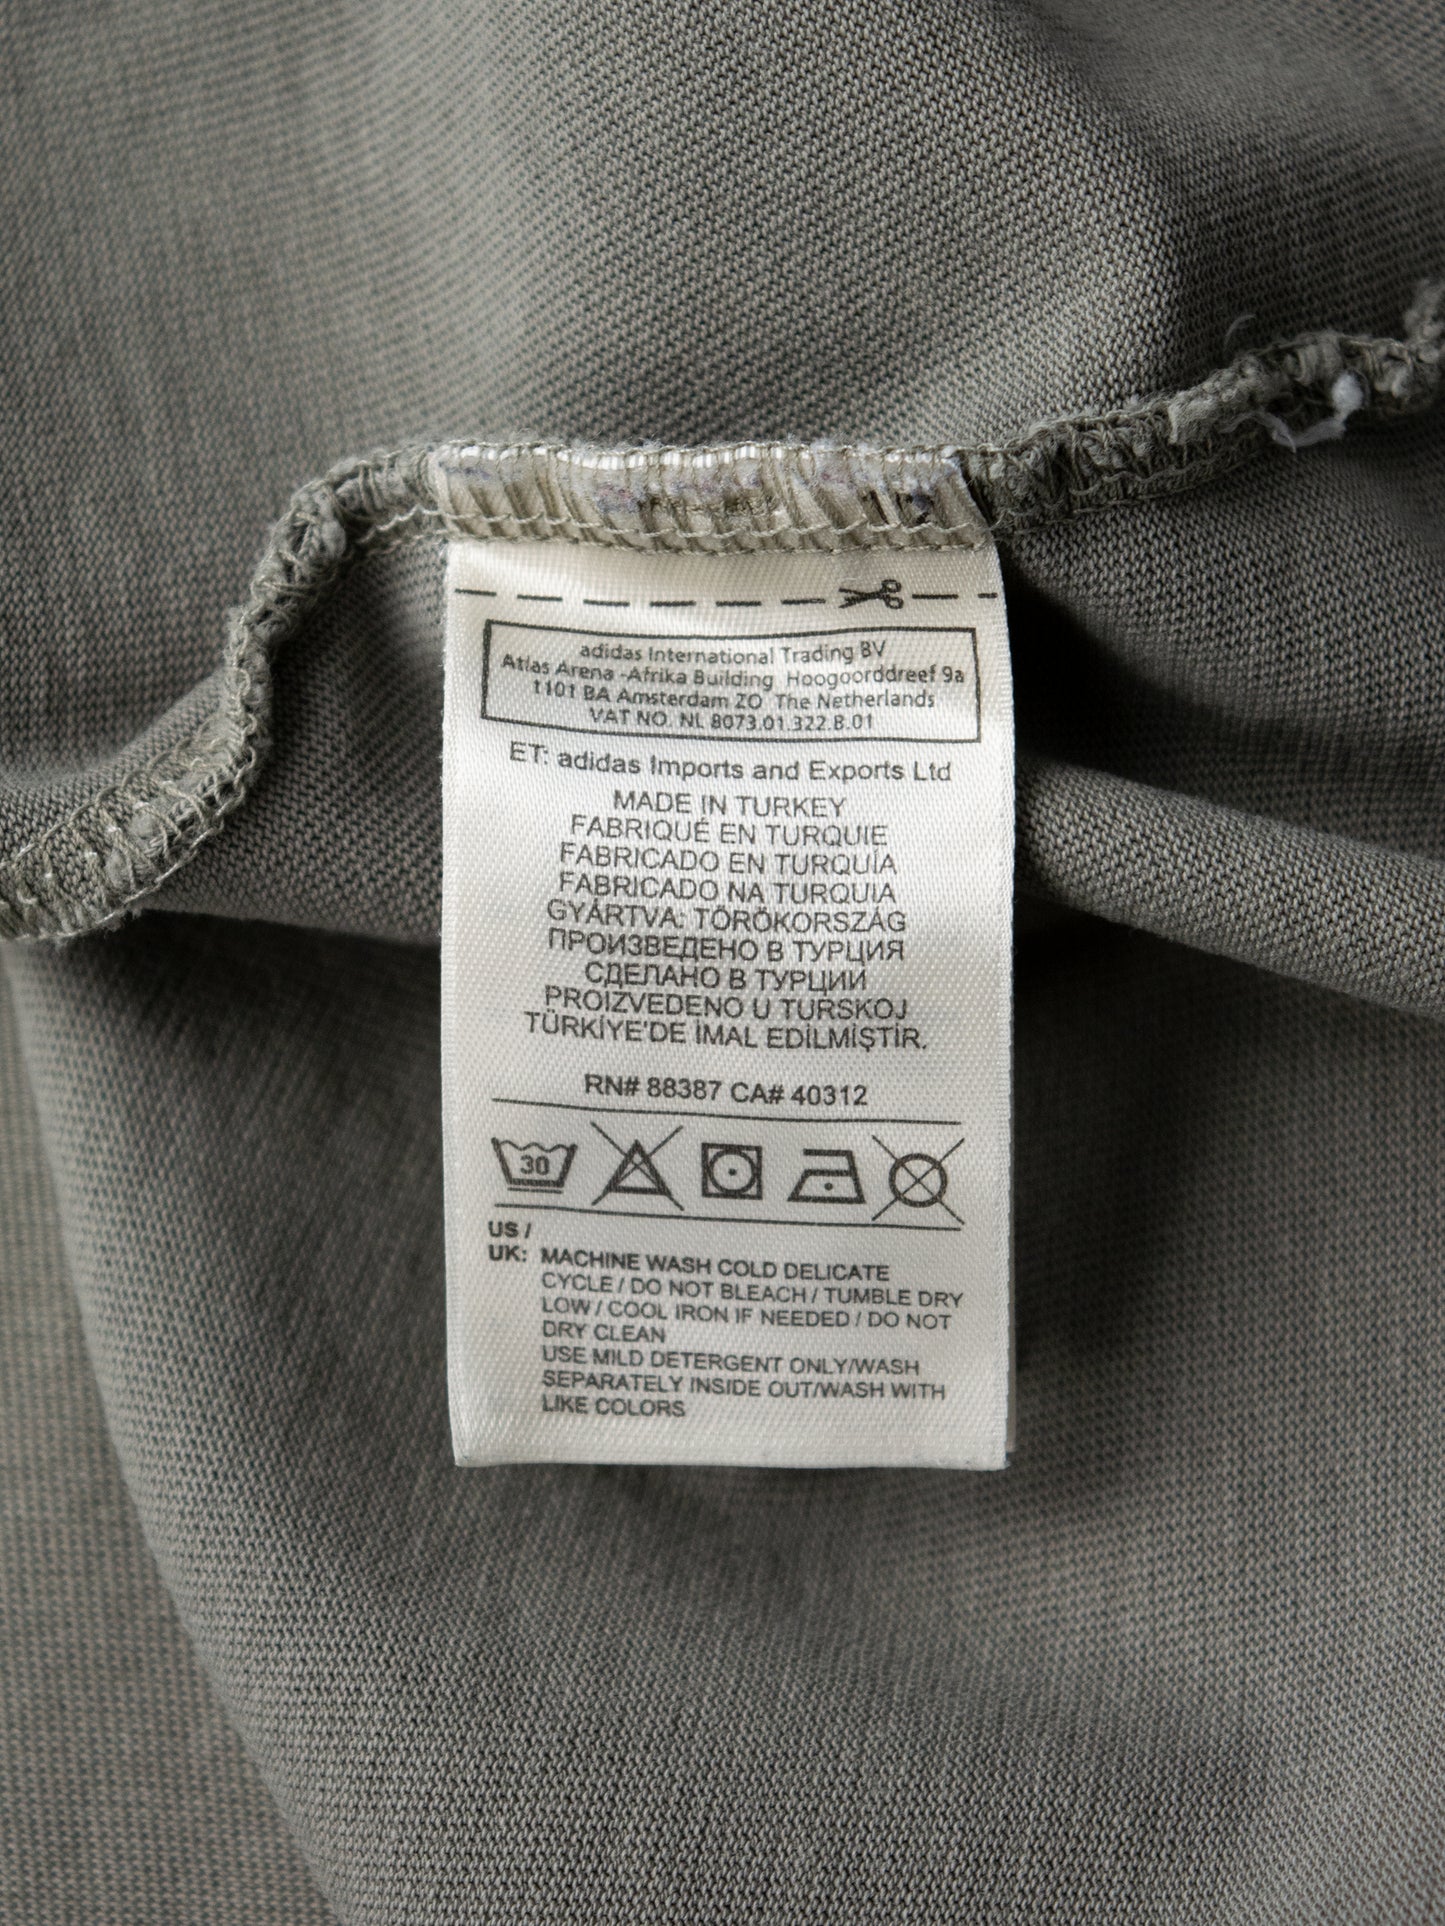 adidas International Trading BV
Atlas Arena -Afrika Building Hoogoorddreef 9a
1101 BA Amsterdam ZO The Netherlands
VAT NO. NL 8073.01.322.B.01
ET: adidas Imports and Exports Ltd
MADE IN TURKEY
FABRIQUÉ EN TURQUIE
FABRICADO EN TURQUÍA
FABRICADO NA TURQUIA
GYÁRTVA: TÖRÖKORSZÁG
ПРОИЗВЕДЕНО В ТУРЦИЯ
СДЕЛАНО В ТУРЦИИ
PROIZVEDENO U TURSKOJ
TÜRKİYE'DE İMAL EDİLMİŞTİR.
RN# 88387 CA# 40312
30
US /
UK: MACHINE WASH COLD DELICATE
CYCLE / DO NOT BLEACH / TUMBLE DRY
LOW / COOL IRON IF NEEDED / DO NOT
DRY CLEAN
USE MILD DETERGENT ONLY/WASH
SEPARATELY INSIDE OUT/WASH WITH
LIKE COLORS